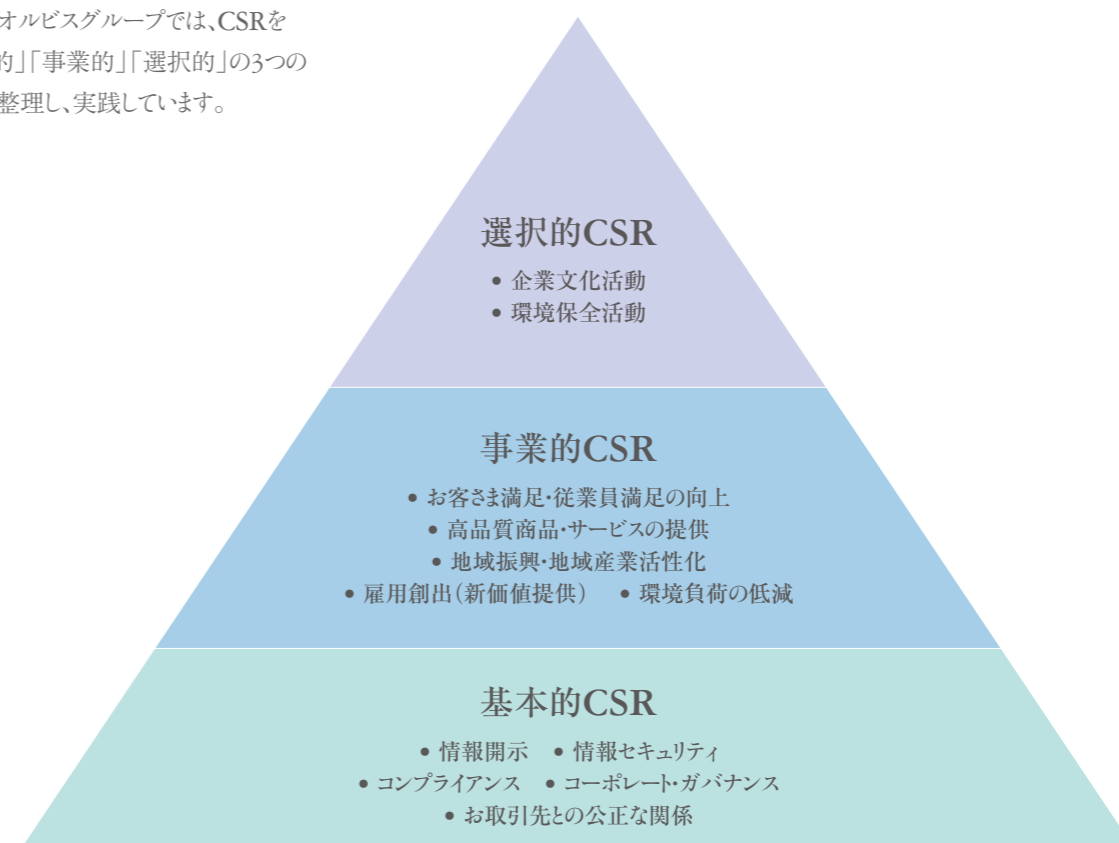 オルビスグループでは、CSRを
的」「事業的」「選択的」の3つの
整理し、実践しています。
選択的CSR
• 企業文化活動
• 環境保全活動
事業的CSR
• お客さま満足・従業員満足の向上
• 高品質商品・サービスの提供
• 地域振興・地域産業活性化
• 雇用創出（新価値提供） • 環境負荷の低減
基本的CSR
• 情報開示 • 情報セキュリティ
• コンプライアンス • コーポレート・ガバナンス
• お取引先との公正な関係